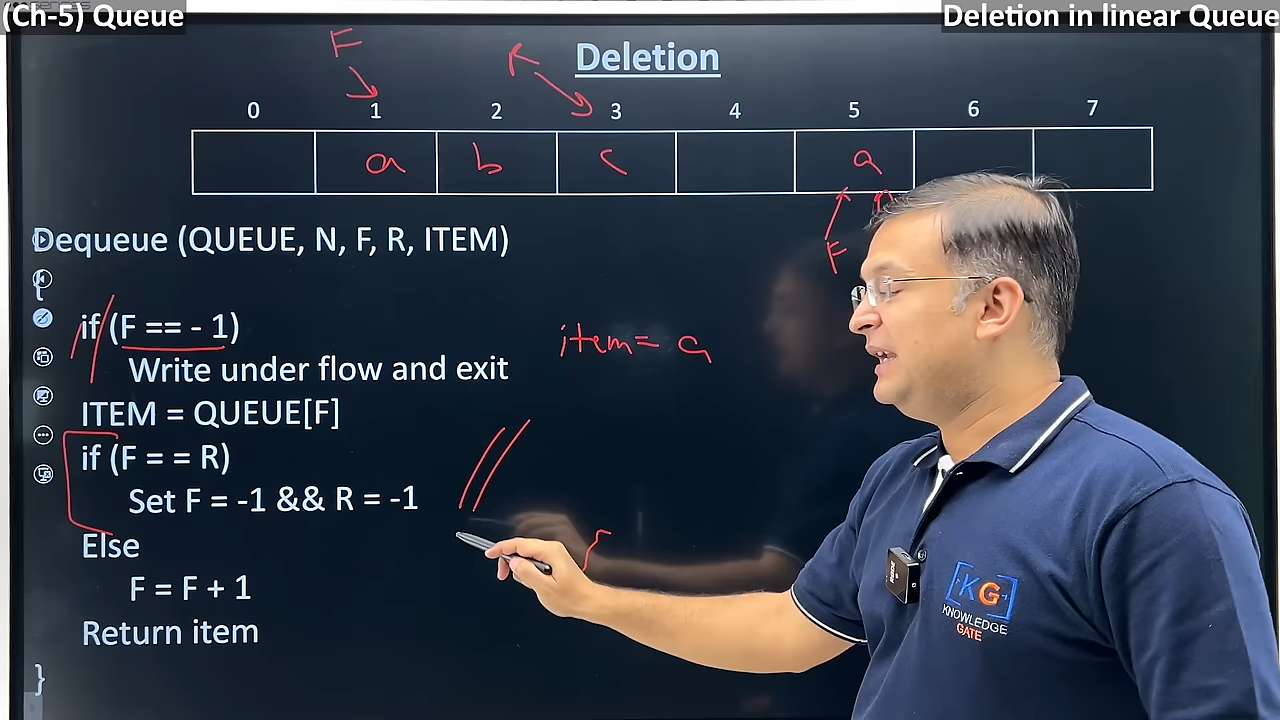 (Ch-5) Queue
Deletion in linear Queue
F
R
Deletion
0 1 2 3 4 5 6 7
a b c a
F
Dequeue (QUEUE, N, F, R, ITEM)
{
if (F == - 1)
item = a
Write under flow and exit
ITEM = QUEUE[F]
if (F = = R)
Set F = -1 && R = -1
Else
F = F + 1
Return item
}
[KG]
KNOWLEDGE
GATE